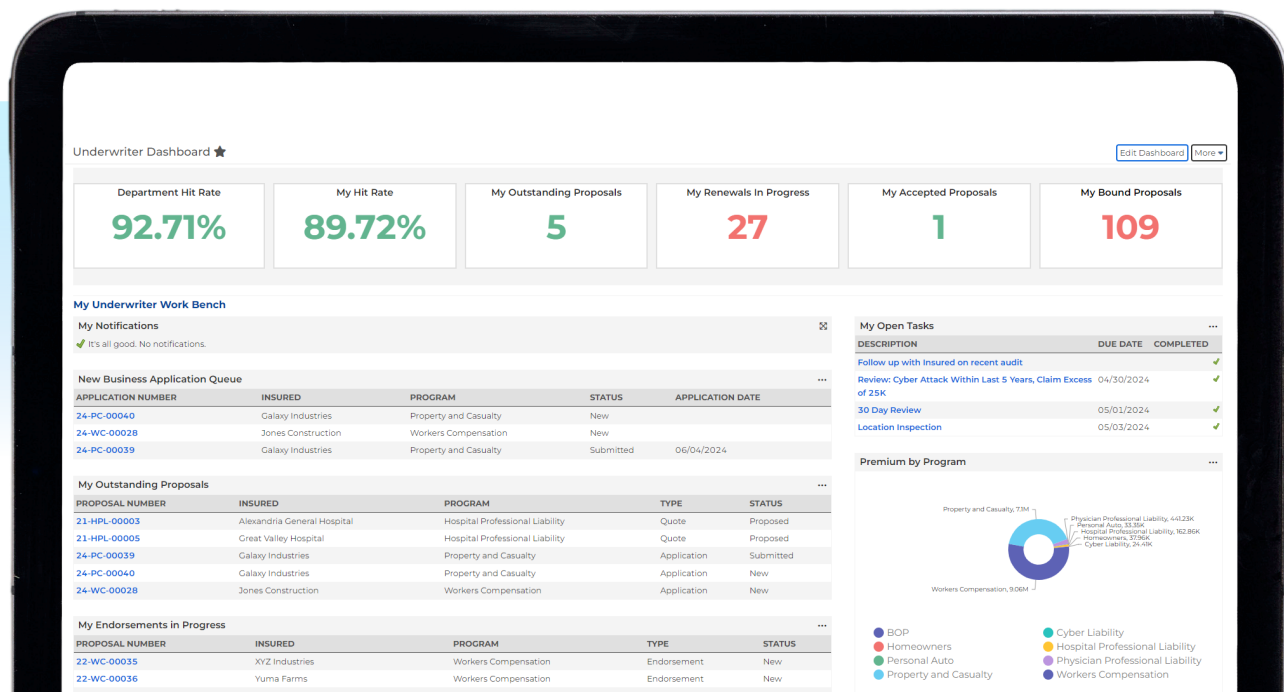 Underwriter Dashboard
Edit Dashboard More
Department Hit Rate
92.71%
My Hit Rate
89.72%
My Outstanding Proposals
5
My Renewals In Progress
27
My Accepted Proposals
1
My Bound Proposals
109
My Underwriter Work Bench
My Notifications
It's all good. No notifications.
New Business Application Queue
APPLICATION NUMBER INSURED PROGRAM STATUS APPLICATION DATE
24-PC-00040 Galaxy Industries Property and Casualty New
24-WC-00028 Jones Construction Workers Compensation New
24-PC-00039 Galaxy Industries Property and Casualty Submitted 06/04/2024
My Outstanding Proposals
PROPOSAL NUMBER INSURED PROGRAM TYPE STATUS
21-HPL-00003 Alexandria General Hospital Hospital Professional Liability Quote Proposed
21-HPL-00005 Great Valley Hospital Hospital Professional Liability Quote Proposed
24-PC-00039 Galaxy Industries Property and Casualty Application Submitted
24-PC-00040 Galaxy Industries Property and Casualty Application New
24-WC-00028 Jones Construction Workers Compensation Application New
My Endorsements in Progress
PROPOSAL NUMBER INSURED PROGRAM TYPE STATUS
22-WC-00035 XYZ Industries Workers Compensation Endorsement New
22-WC-00036 Yuma Farms Workers Compensation Endorsement New
My Open Tasks
DESCRIPTION DUE DATE COMPLETED
Follow up with Insured on recent audit
Review: Cyber Attack Within Last 5 Years, Claim Excess 04/30/2024
of 25K
30 Day Review 05/01/2024
Location Inspection 05/03/2024
Premium by Program
Property and Casualty, 7.1M
Physician Professional Liability, 441.23K
Personal Auto, 33.35K
Hospital Professional Liability, 162.86K
Homeowners, 37.96K
Cyber Liability, 24.41K
Workers Compensation, 9.06M
BOP Cyber Liability
Homeowners Hospital Professional Liability
Personal Auto Physician Professional Liability
Property and Casualty Workers Compensation